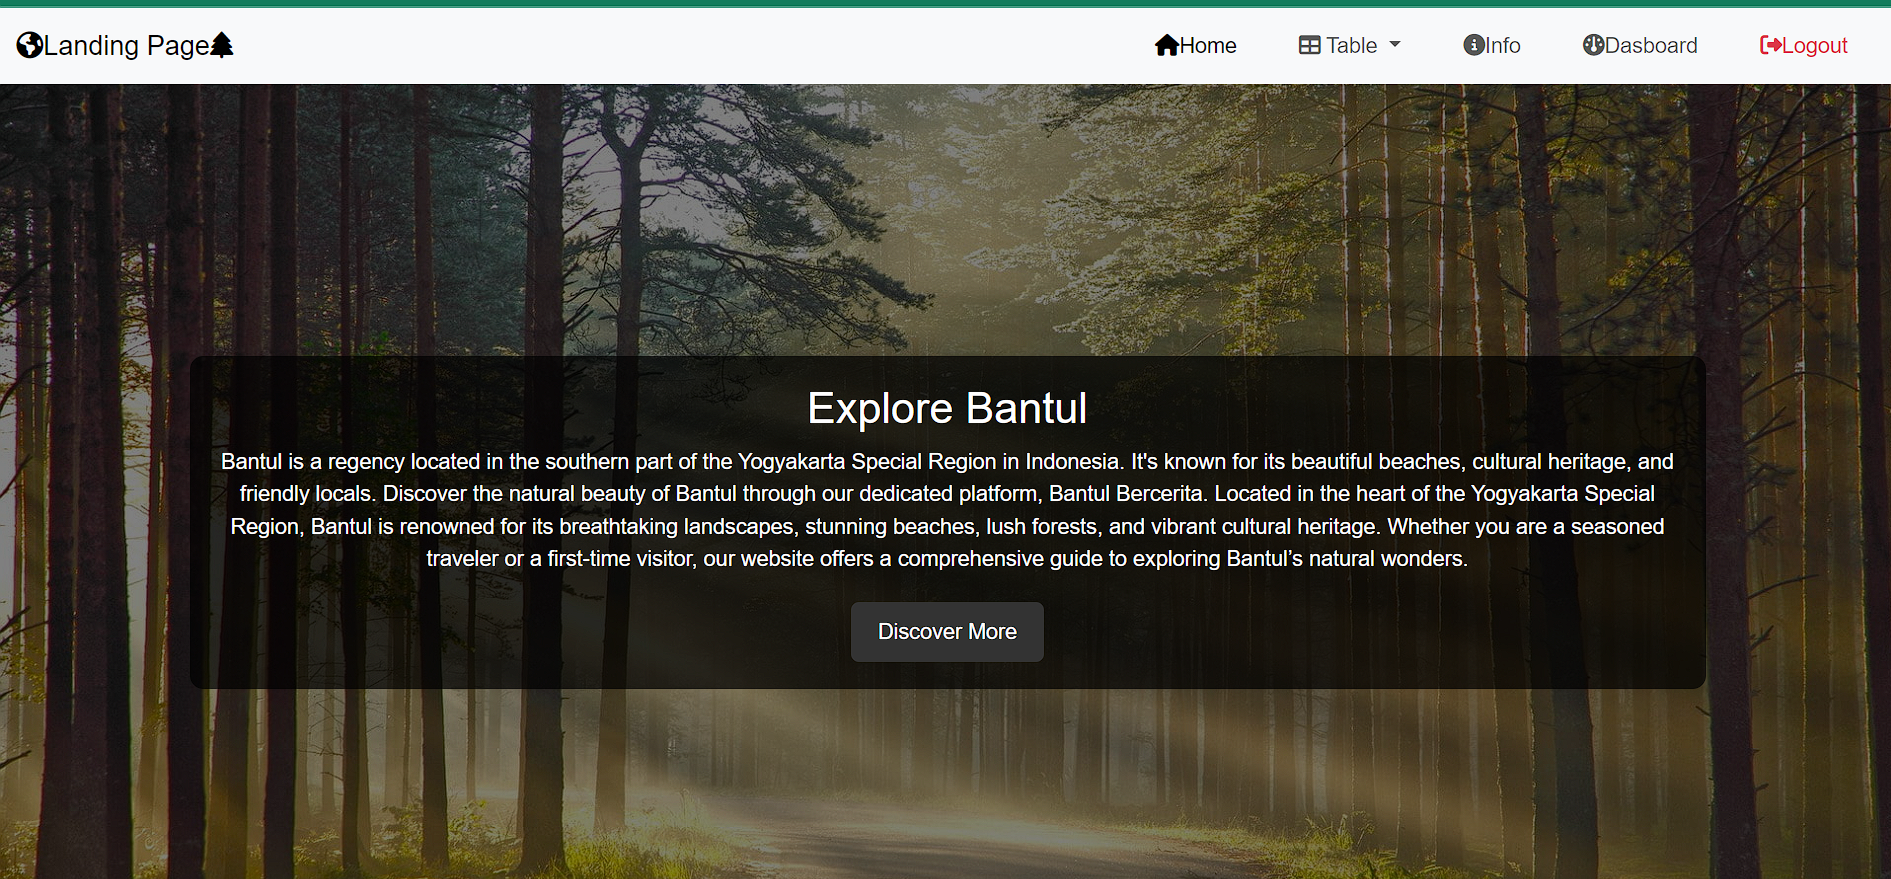 Landing Page
Home
Table
Info
Dasboard
Logout
Explore Bantul
Bantul is a regency located in the southern part of the Yogyakarta Special Region in Indonesia. It's known for its beautiful beaches, cultural heritage, and
friendly locals. Discover the natural beauty of Bantul through our dedicated platform, Bantul Bercerita. Located in the heart of the Yogyakarta Special
Region, Bantul is renowned for its breathtaking landscapes, stunning beaches, lush forests, and vibrant cultural heritage. Whether you are a seasoned
traveler or a first-time visitor, our website offers a comprehensive guide to exploring Bantul’s natural wonders.
Discover More